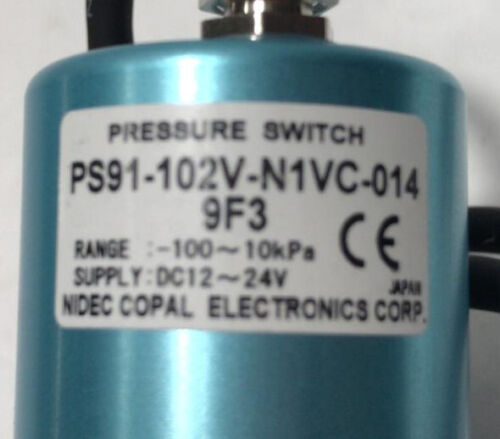 PRESSURE SWITCH
PS91-102V-N1VC-014
9F3
RANGE :-100～10kPa
CE
SUPPLY:DC12～24V
JAPAN
NIDEC COPAL ELECTRONICS CORP.